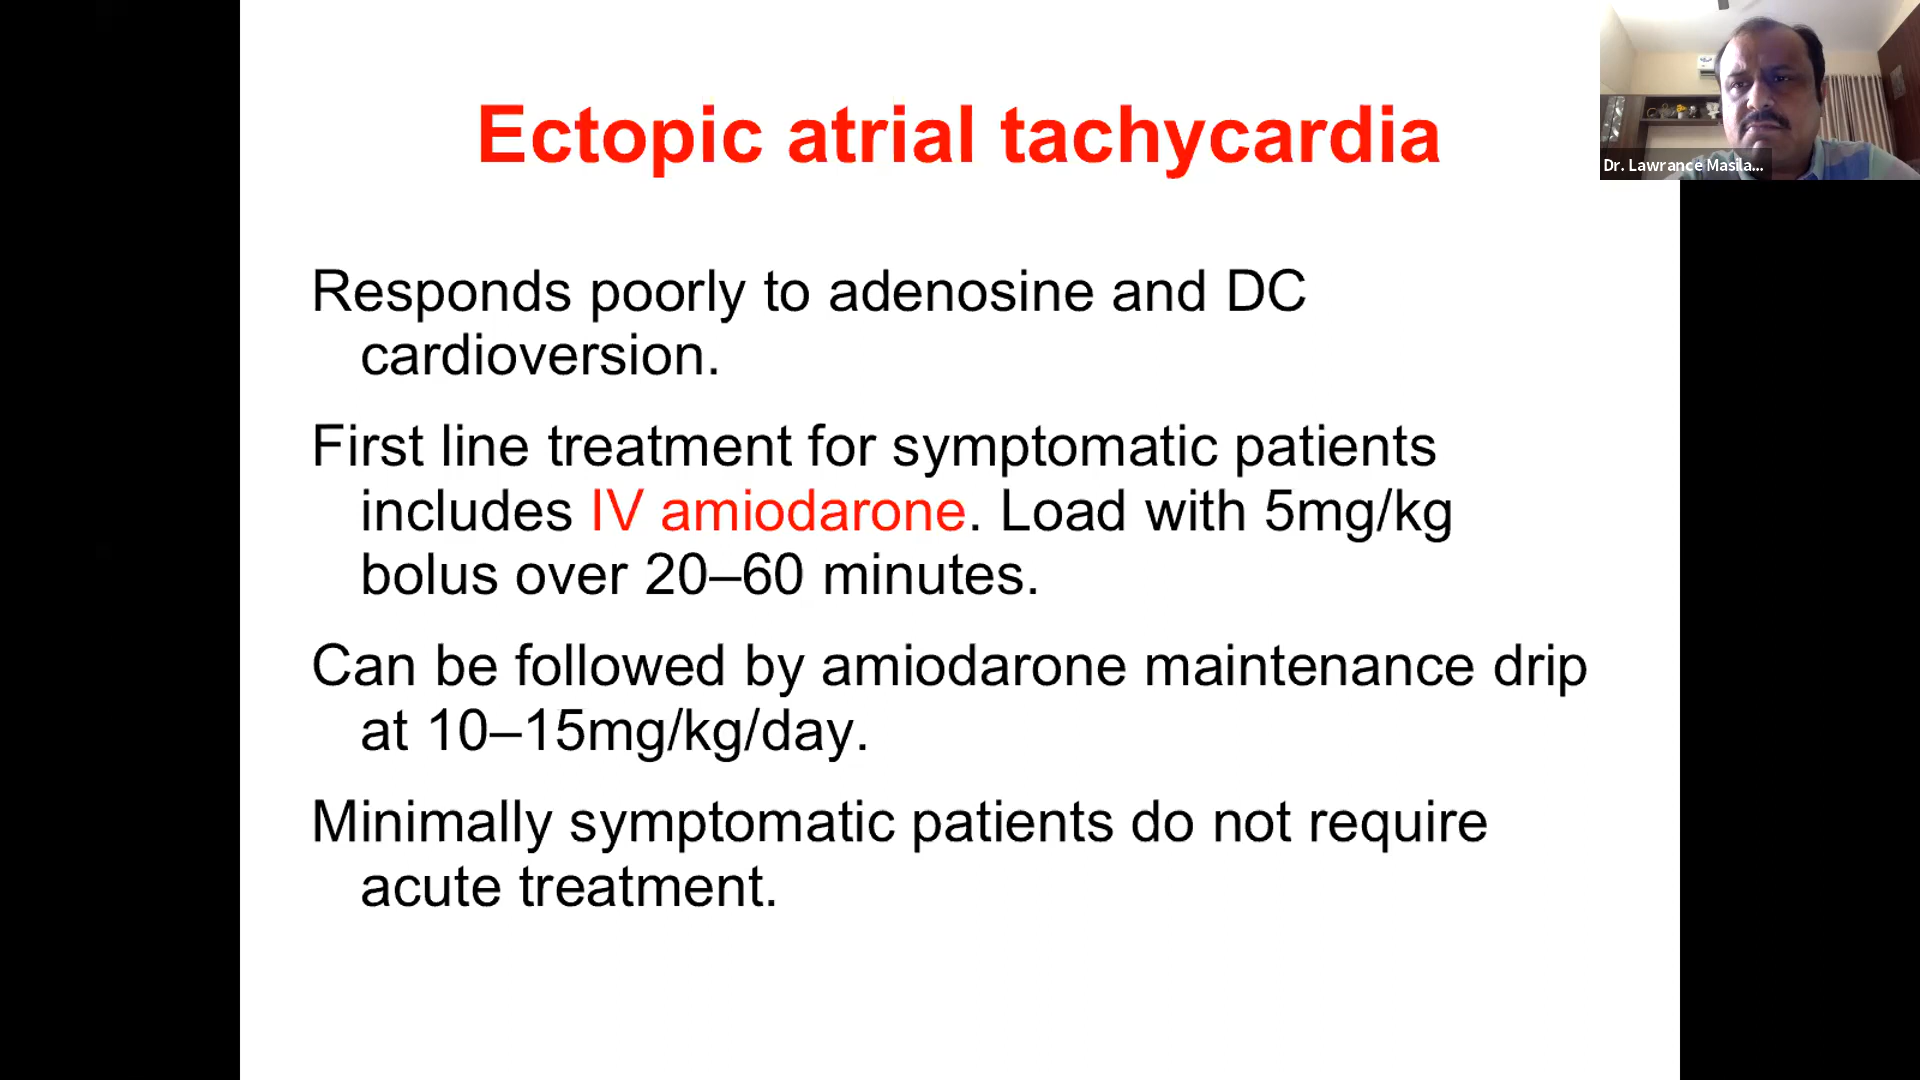 Ectopic atrial tachycardia
Dr. Lawrance Masila...
Responds poorly to adenosine and DC
cardioversion.
First line treatment for symptomatic patients
includes IV amiodarone. Load with 5mg/kg
bolus over 20–60 minutes.
Can be followed by amiodarone maintenance drip
at 10–15mg/kg/day.
Minimally symptomatic patients do not require
acute treatment.